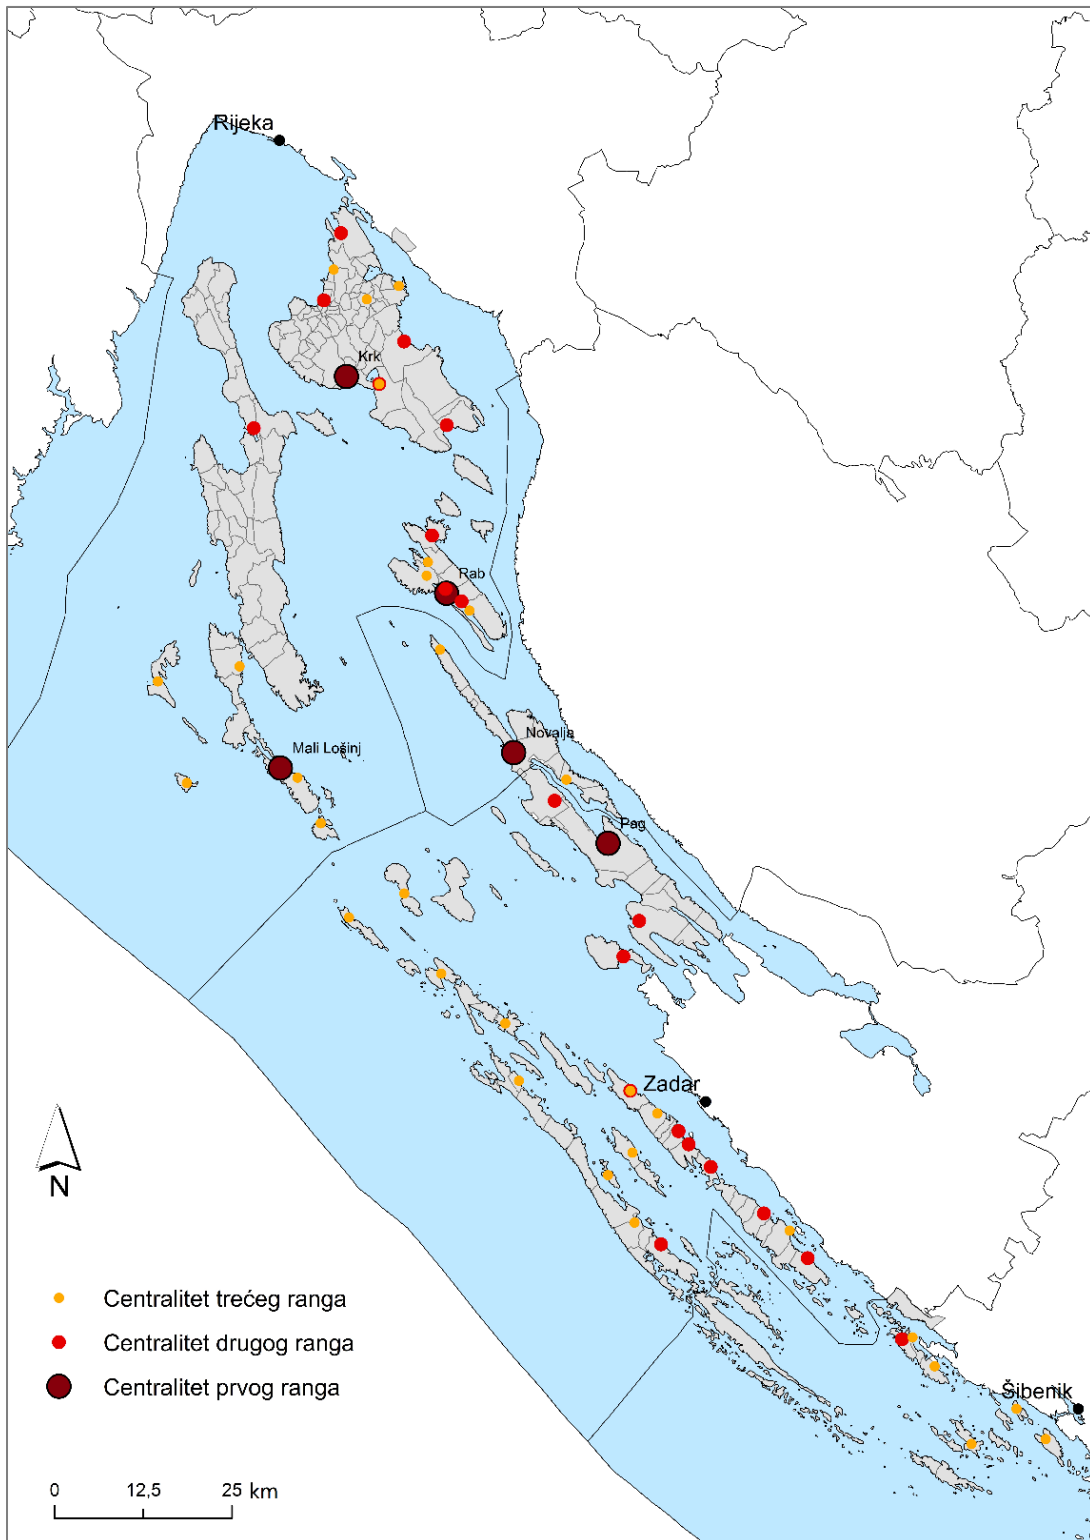 Rijeka
Krk
Rab
Novalja
Mali Lošinj
Pag
Zadar
N
Centralitet trećeg ranga
Centralitet drugog ranga
Centralitet prvog ranga
Šibenik
0 12,5 25 km